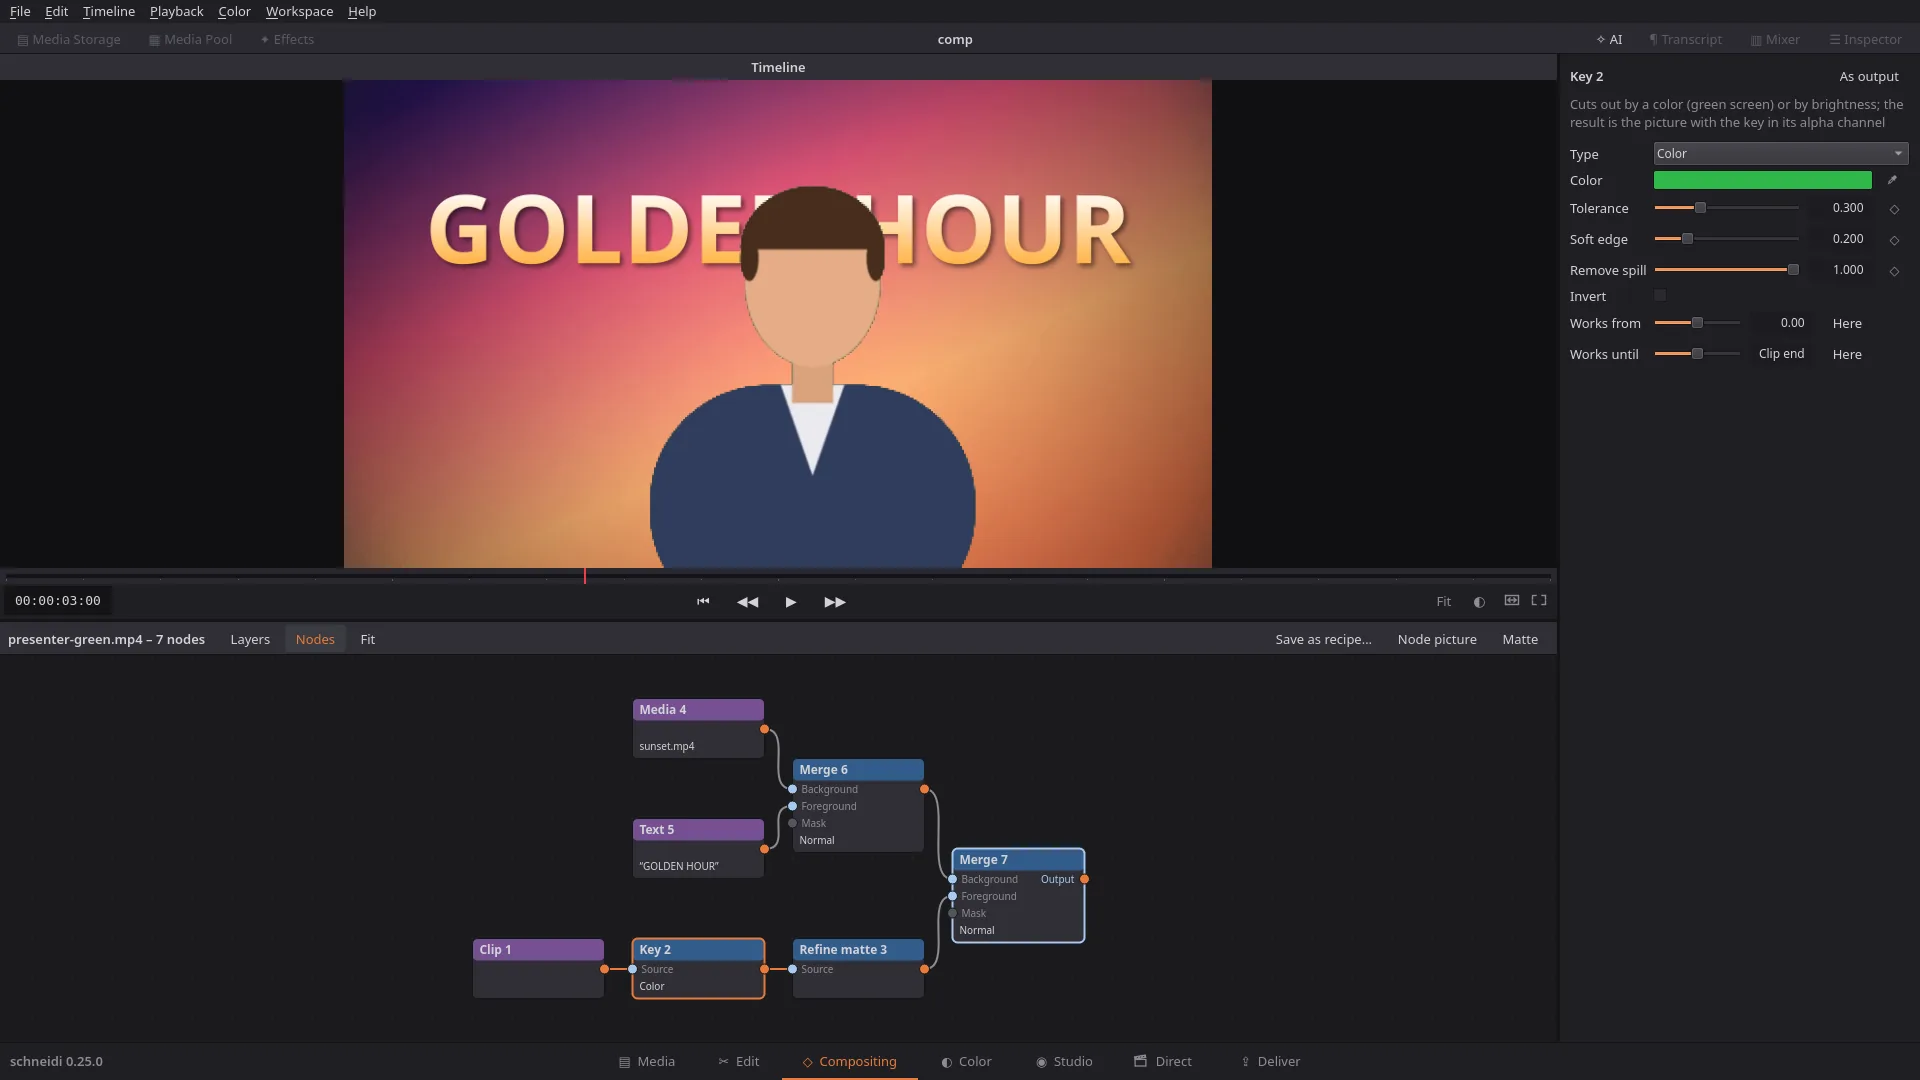 File Edit Timeline Playback Color Workspace Help
Media Storage Media Pool Effects comp AI Transcript Mixer Inspector
Timeline
GOLDE HOUR
00:00:03:00 Fit
Key 2 As output
Cuts out by a color (green screen) or by brightness; the
result is the picture with the key in its alpha channel
Type Color
Color
Tolerance 0.300
Soft edge 0.200
Remove spill 1.000
Invert
Works from 0.00 Here
Works until Clip end Here
presenter-green.mp4 – 7 nodes Layers Nodes Fit Save as recipe... Node picture Matte
Media 4
sunset.mp4
Text 5
“GOLDEN HOUR”
Merge 6
Background
Foreground
Mask
Normal
Merge 7
Background Output
Foreground
Mask
Normal
Clip 1
Key 2
Source
Color
Refine matte 3
Source
schneidi 0.25.0 Media Edit Compositing Color Studio Direct Deliver